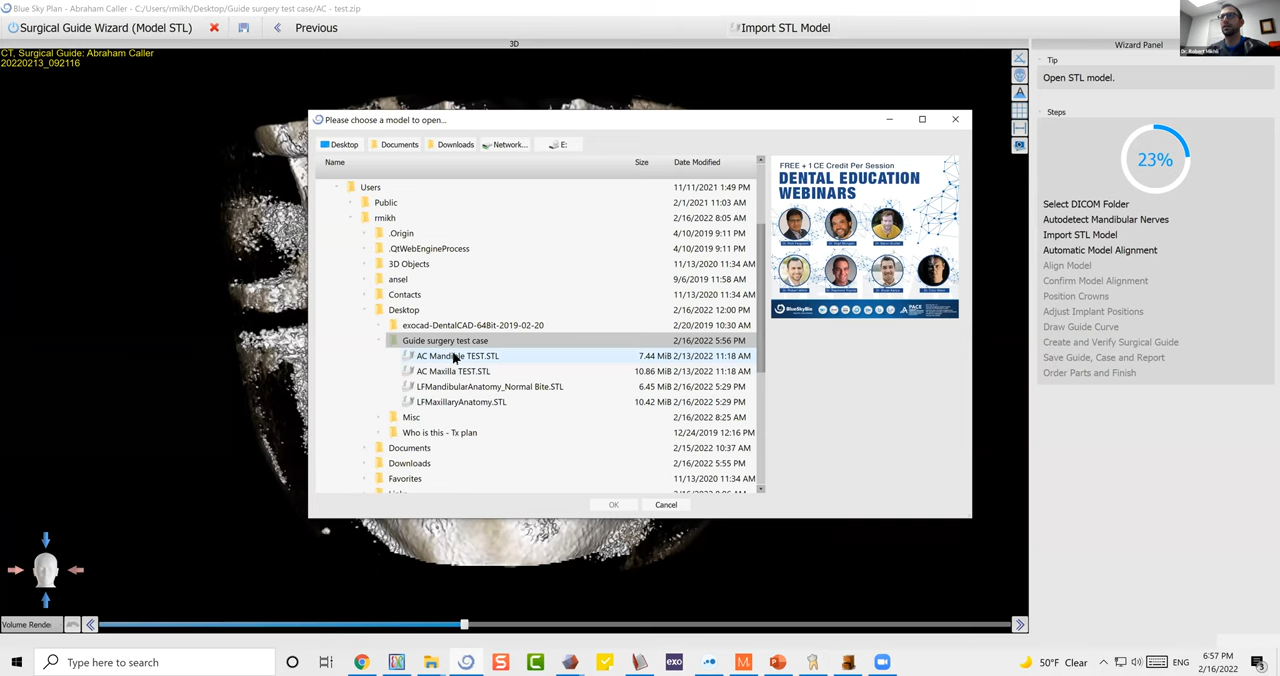 Blue Sky Plan - Abraham Caller - C:/Users/rmikh/Desktop/Guide surgery test case/AC - test.zip
Surgical Guide Wizard (Model STL)
Previous
Import STL Model
3D
CT, Surgical Guide: Abraham Caller
20220213_092116
Dr. Robert Mikhli
Wizard Panel
Tip
Open STL model.
Steps
23%
Select DICOM Folder
Autodetect Mandibular Nerves
Import STL Model
Automatic Model Alignment
Align Model
Confirm Model Alignment
Position Crowns
Adjust Implant Positions
Draw Guide Curve
Create and Verify Surgical Guide
Save Guide, Case and Report
Order Parts and Finish
Please choose a model to open...
Desktop Documents Downloads Network... E:
Name Size Date Modified
Users 11/11/2021 1:49 PM
Public 2/1/2021 11:03 AM
rmikh 2/16/2022 8:05 AM
.Origin 4/10/2019 9:11 PM
.QtWebEngineProcess 4/10/2019 9:11 PM
3D Objects 11/13/2020 11:34 AM
ansel 9/6/2019 11:58 AM
Contacts 11/13/2020 11:34 AM
Desktop 2/16/2022 12:00 PM
exocad-DentalCAD-64Bit-2019-02-20 2/20/2019 10:30 AM
Guide surgery test case 2/16/2022 5:56 PM
AC Mandible TEST.STL 7.44 MiB 2/13/2022 11:18 AM
AC Maxilla TEST.STL 10.86 MiB 2/13/2022 11:18 AM
LFMandibularAnatomy_Normal Bite.STL 6.45 MiB 2/16/2022 5:29 PM
LFMaxillaryAnatomy.STL 10.42 MiB 2/16/2022 5:29 PM
Misc 2/16/2022 8:25 AM
Who is this - Tx plan 12/24/2019 12:16 PM
Documents 2/15/2022 10:37 AM
Downloads 2/16/2022 5:55 PM
Favorites 11/13/2020 11:34 AM
OK Cancel
FREE + 1 CE Credit Per Session
DENTAL EDUCATION
WEBINARS
BlueSkyBio
PACE
Volume Rende
Type here to search
exo
50°F Clear
ENG
6:57 PM
2/16/2022